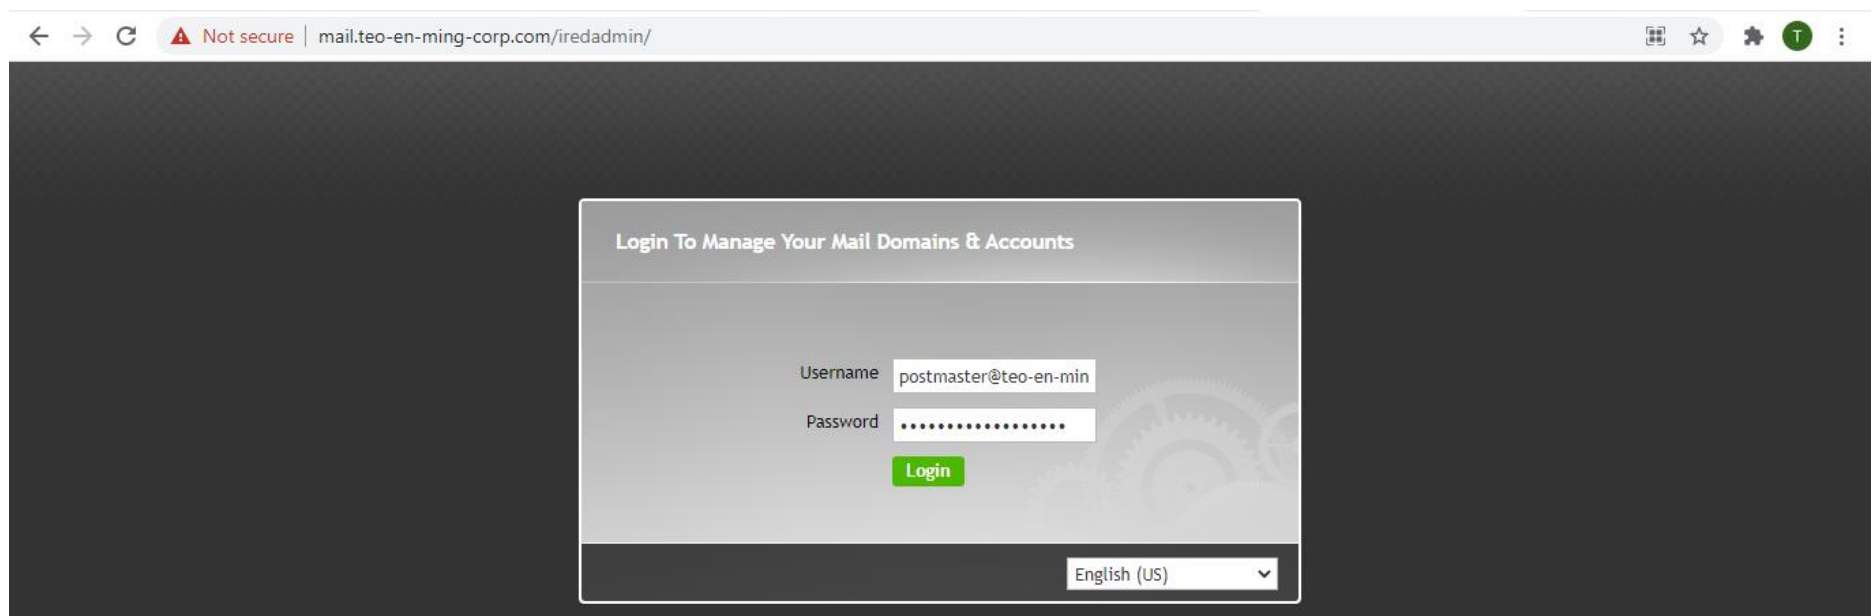 Not secure | mail.teo-en-ming-corp.com/iredadmin/
T
Login To Manage Your Mail Domains & Accounts
Username postmaster@teo-en-min
Password ••••••••••••••••••
Login
English (US)